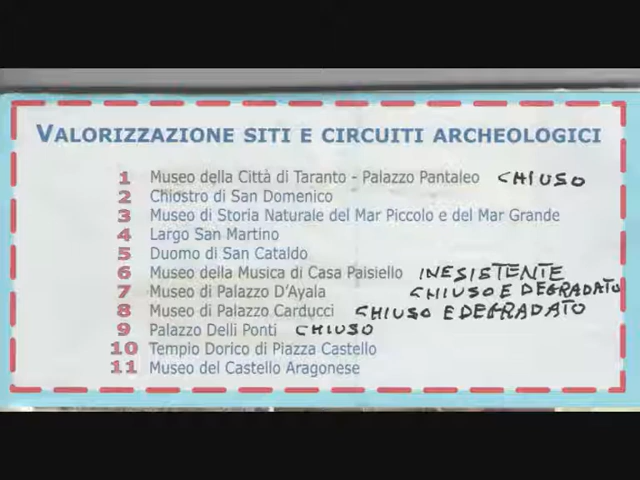 VALORIZZAZIONE SITI E CIRCUITI ARCHEOLOGICI
1 Museo della Città di Taranto - Palazzo Pantaleo CHIUSO
2 Chiostro di San Domenico
3 Museo di Storia Naturale del Mar Piccolo e del Mar Grande
4 Largo San Martino
5 Duomo di San Cataldo
6 Museo della Musica di Casa Paisiello INESISTENTE
7 Museo di Palazzo D'Ayala CHIUSO E DEGRADATO
8 Museo di Palazzo Carducci CHIUSO E DEGRADATO
9 Palazzo Delli Ponti CHIUSO
10 Tempio Dorico di Piazza Castello
11 Museo del Castello Aragonese